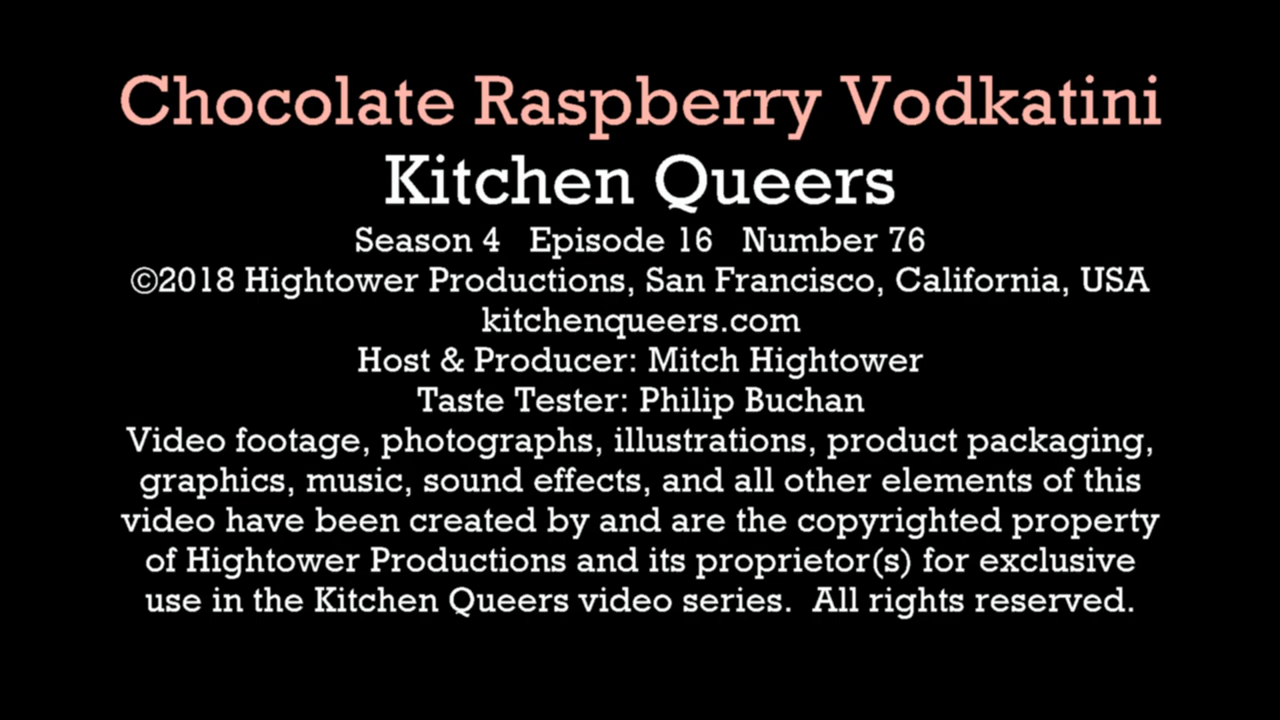 Chocolate Raspberry Vodkatini
Kitchen Queers
Season 4 Episode 16 Number 76
©2018 Hightower Productions, San Francisco, California, USA
kitchenqueers.com
Host & Producer: Mitch Hightower
Taste Tester: Philip Buchan
Video footage, photographs, illustrations, product packaging,
graphics, music, sound effects, and all other elements of this
video have been created by and are the copyrighted property
of Hightower Productions and its proprietor(s) for exclusive
use in the Kitchen Queers video series.  All rights reserved.